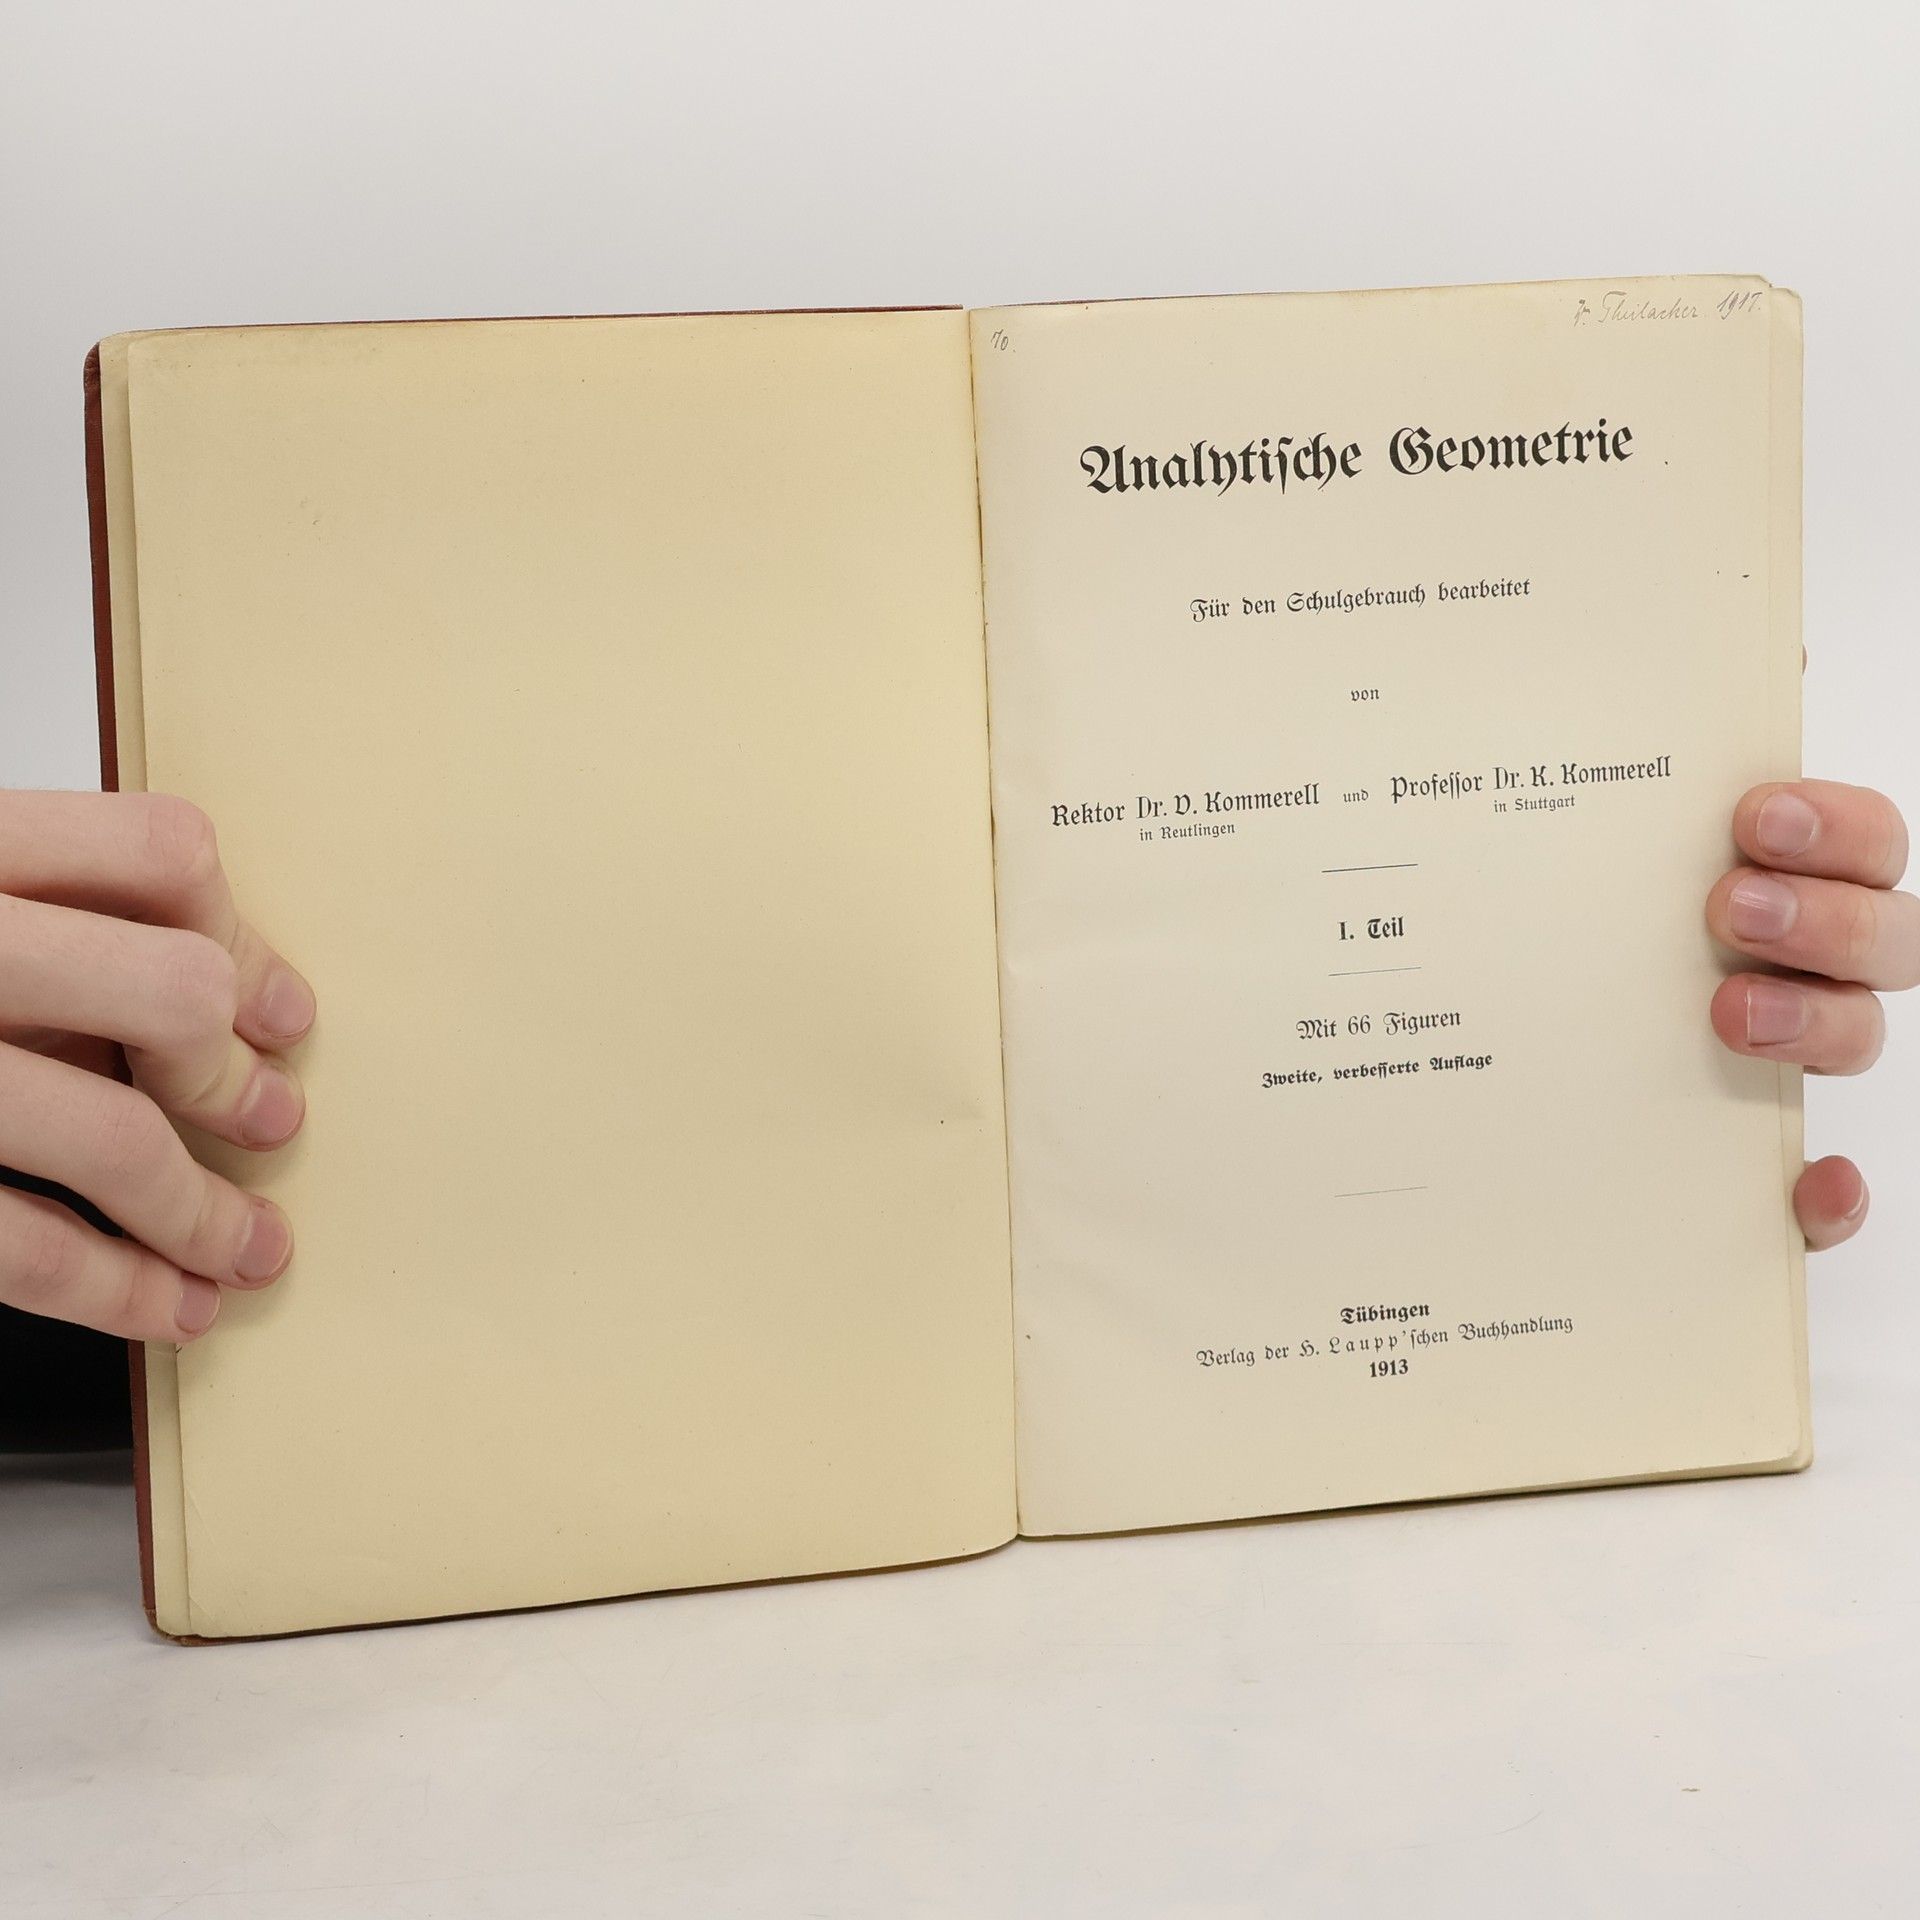 70.
Theilacker 1917.
Analytiſche Geometrie
Für den Schulgebrauch bearbeitet
von
Rektor Dr. V. Kommerell und Profeſſor Dr. K. Kommerell
in Reutlingen in Stuttgart
I. Teil
Mit 66 Figuren
Zweite, verbeſſerte Auflage
Tübingen
Verlag der H. Laupp'ſchen Buchhandlung
1913